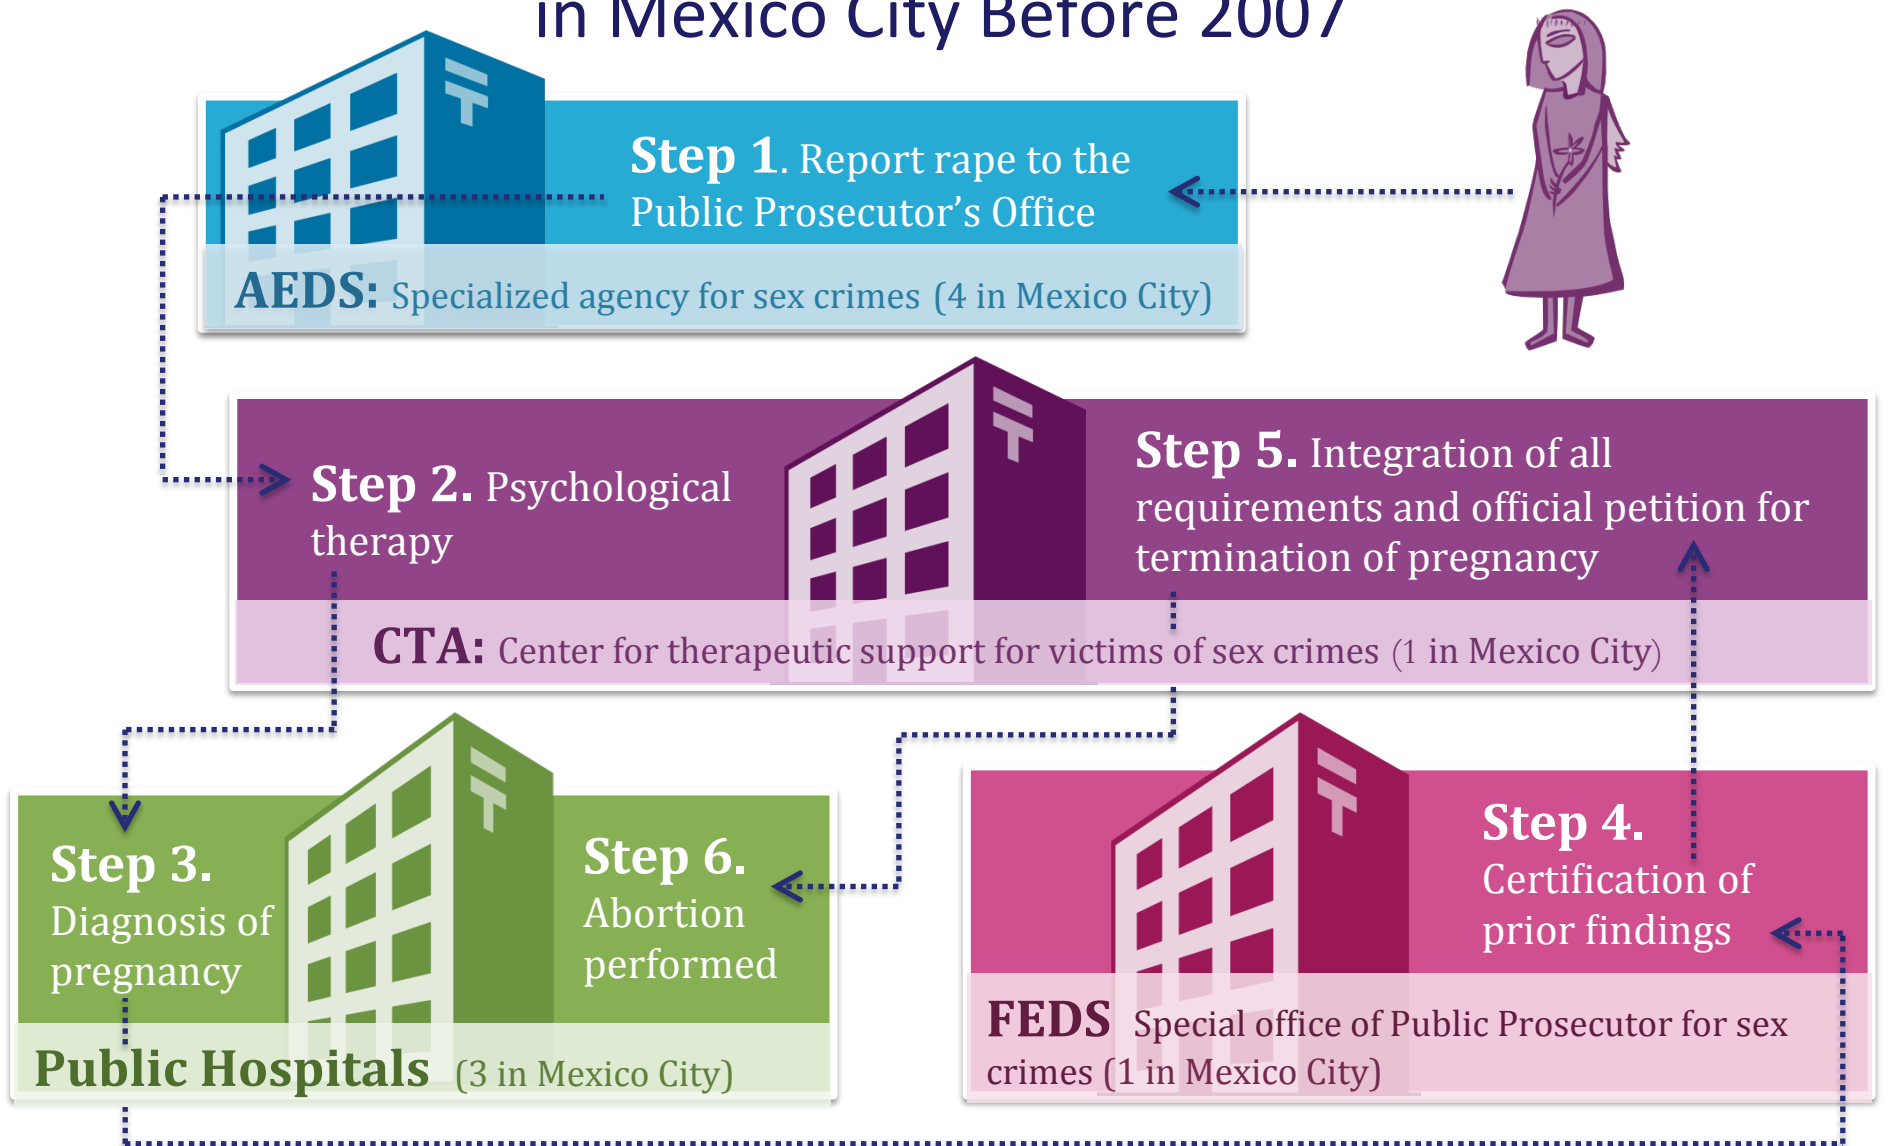 in Mexico City Before 2007
Step 1. Report rape to the
Public Prosecutor’s Office
AEDS: Specialized agency for sex crimes (4 in Mexico City)
Step 2. Psychological
therapy
Step 5. Integration of all
requirements and official petition for
termination of pregnancy
CTA: Center for therapeutic support for victims of sex crimes (1 in Mexico City)
Step 3.
Diagnosis of
pregnancy
Step 6.
Abortion
performed
Public Hospitals (3 in Mexico City)
Step 4.
Certification of
prior findings
FEDS Special office of Public Prosecutor for sex
crimes (1 in Mexico City)